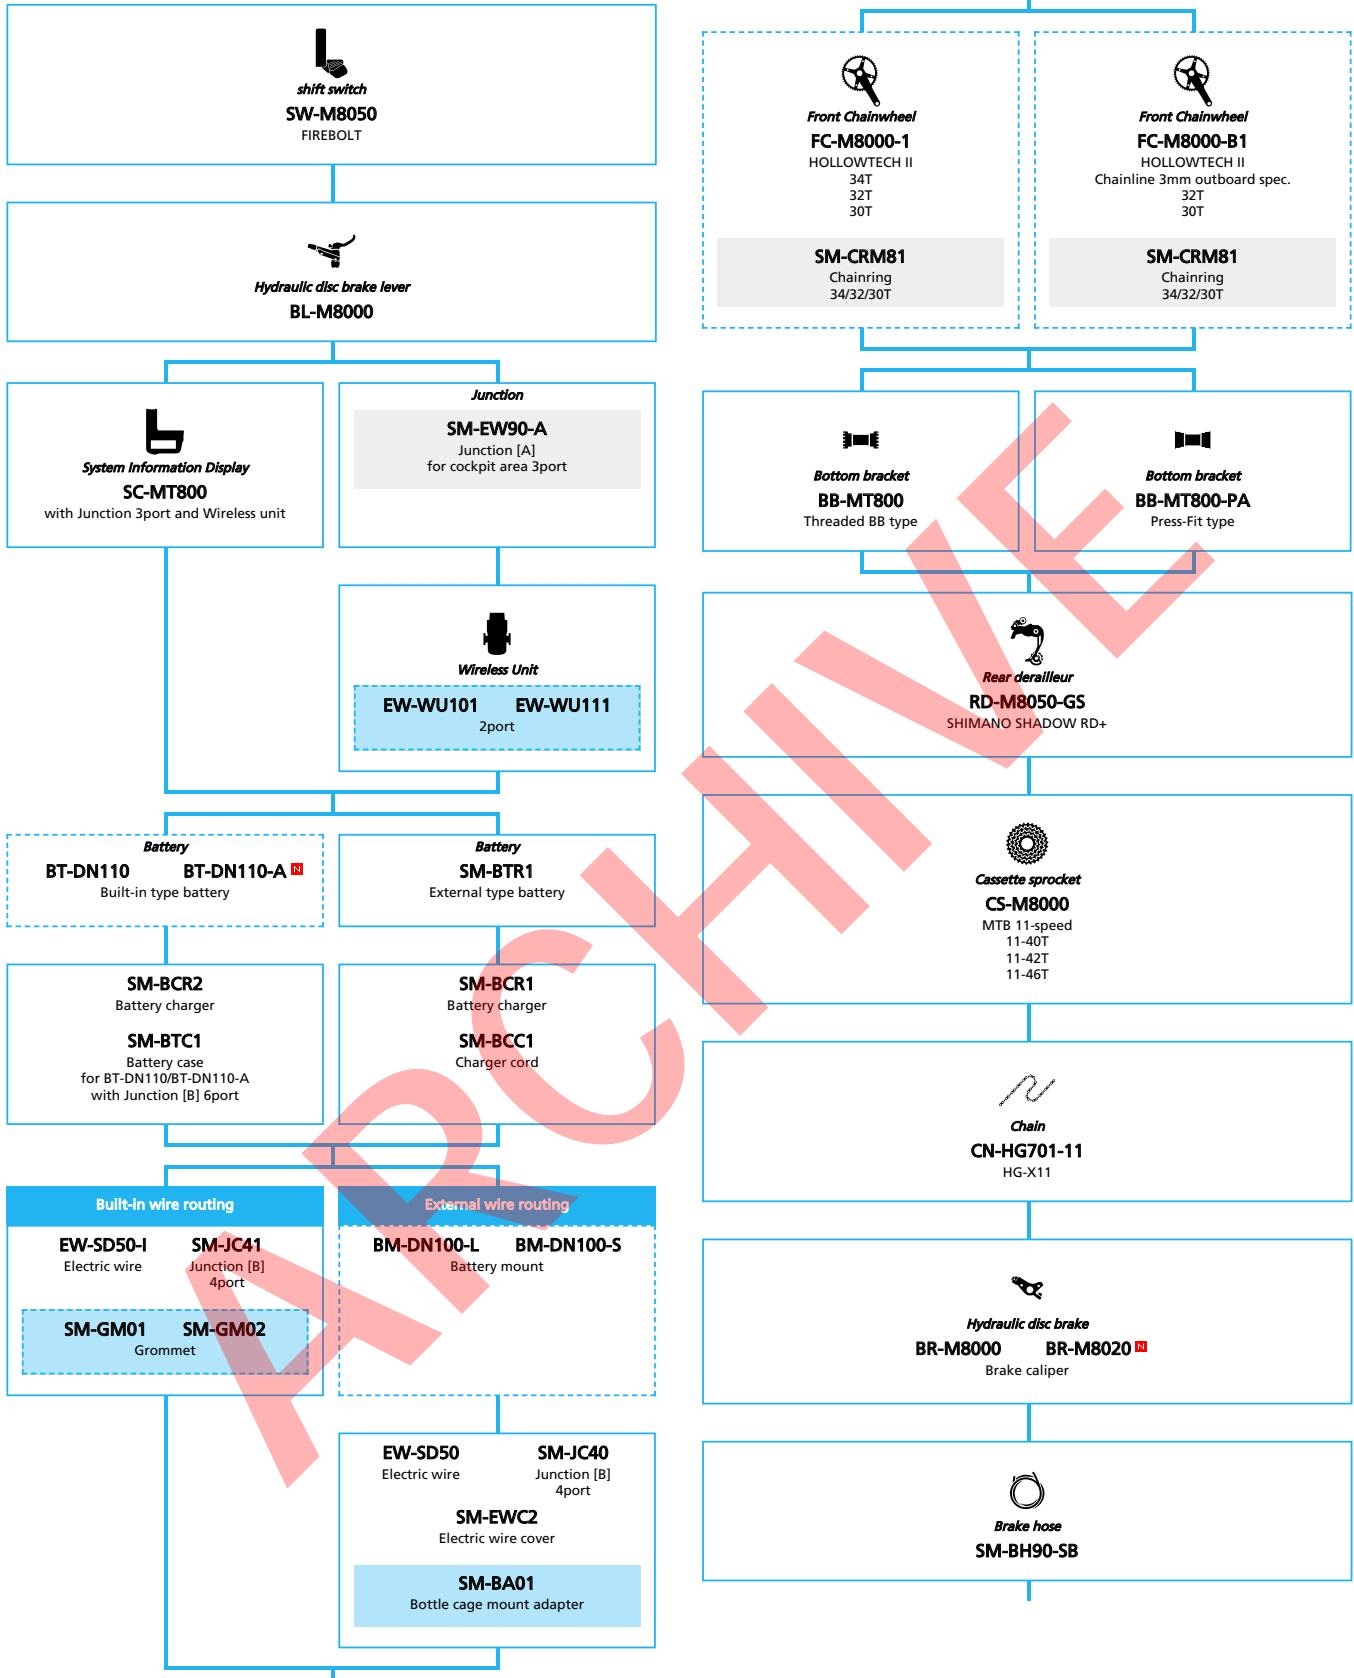 shift switch
SW-M8050
FIREBOLT
Hydraulic disc brake lever
BL-M8000
System Information Display
SC-MT800
with Junction 3port and Wireless unit
Junction
SM-EW90-A
Junction [A]
for cockpit area 3port
Wireless Unit
EW-WU101 EW-WU111
2port
Battery
BT-DN110 BT-DN110-A N
Built-in type battery
Battery
SM-BTR1
External type battery
SM-BCR2
Battery charger
SM-BTC1
Battery case
for BT-DN110/BT-DN110-A
with Junction [B] 6port
SM-BCR1
Battery charger
SM-BCC1
Charger cord
Built-in wire routing
EW-SD50-I SM-JC41
Electric wire Junction [B]
4port
SM-GM01 SM-GM02
Grommet
External wire routing
BM-DN100-L BM-DN100-S
Battery mount
EW-SD50 SM-JC40
Electric wire Junction [B]
4port
SM-EWC2
Electric wire cover
SM-BA01
Bottle cage mount adapter
Front Chainwheel
FC-M8000-1
HOLLOWTECH II
34T
32T
30T
SM-CRM81
Chainring
34/32/30T
Front Chainwheel
FC-M8000-B1
HOLLOWTECH II
Chainline 3mm outboard spec.
32T
30T
SM-CRM81
Chainring
34/32/30T
Bottom bracket
BB-MT800
Threaded BB type
Bottom bracket
BB-MT800-PA
Press-Fit type
Rear derailleur
RD-M8050-GS
SHIMANO SHADOW RD+
Cassette sprocket
CS-M8000
MTB 11-speed
11-40T
11-42T
11-46T
Chain
CN-HG701-11
HG-X11
Hydraulic disc brake
BR-M8000 BR-M8020 N
Brake caliper
Brake hose
SM-BH90-SB
ARCHIVE